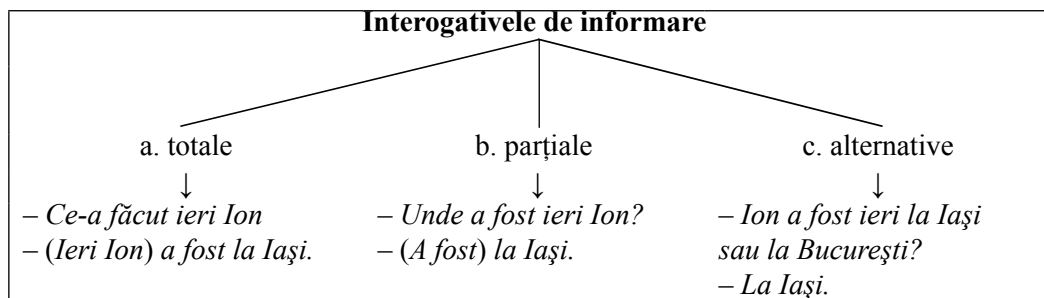 Interogativele de informare
a. totale
b. parțiale
c. alternative
↓
↓
↓
– Ce-a făcut ieri Ion
– (Ieri Ion) a fost la Iaşi.
– Unde a fost ieri Ion?
– (A fost) la Iaşi.
– Ion a fost ieri la Iaşi
sau la Bucureşti?
– La Iaşi.